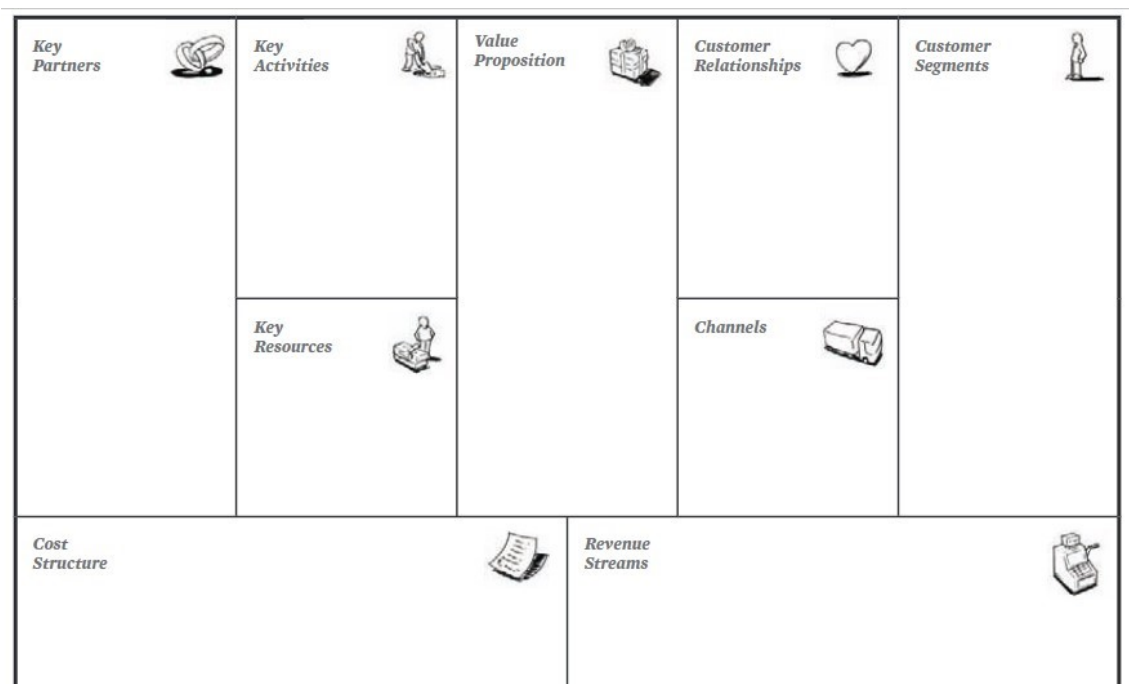 Key
Partners
Key
Activities
Value
Proposition
Customer
Relationships
Customer
Segments
Key
Resources
Channels
Cost
Structure
Revenue
Streams